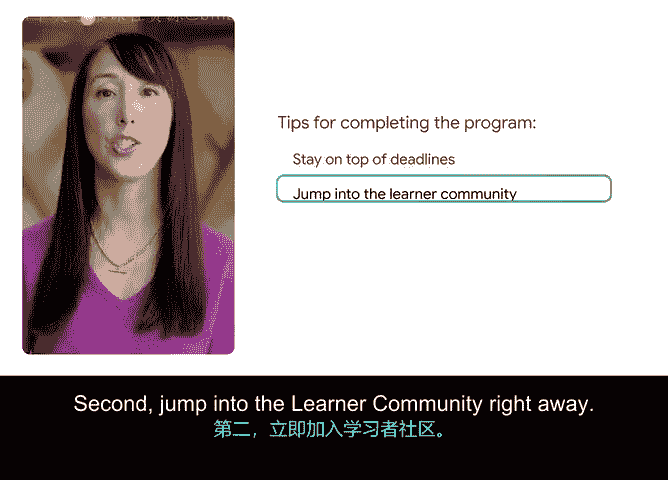 Tips for completing the program:
Stay on top of deadlines
Jump into the learner community
Second, jump into the Learner Community right away.
第二，立即加入学习者社区。